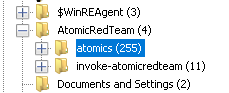 $WinREAgent (3)
AtomicRedTeam (4)
atomics (255)
invoke-atomicredteam (11)
Documents and Settings (2)